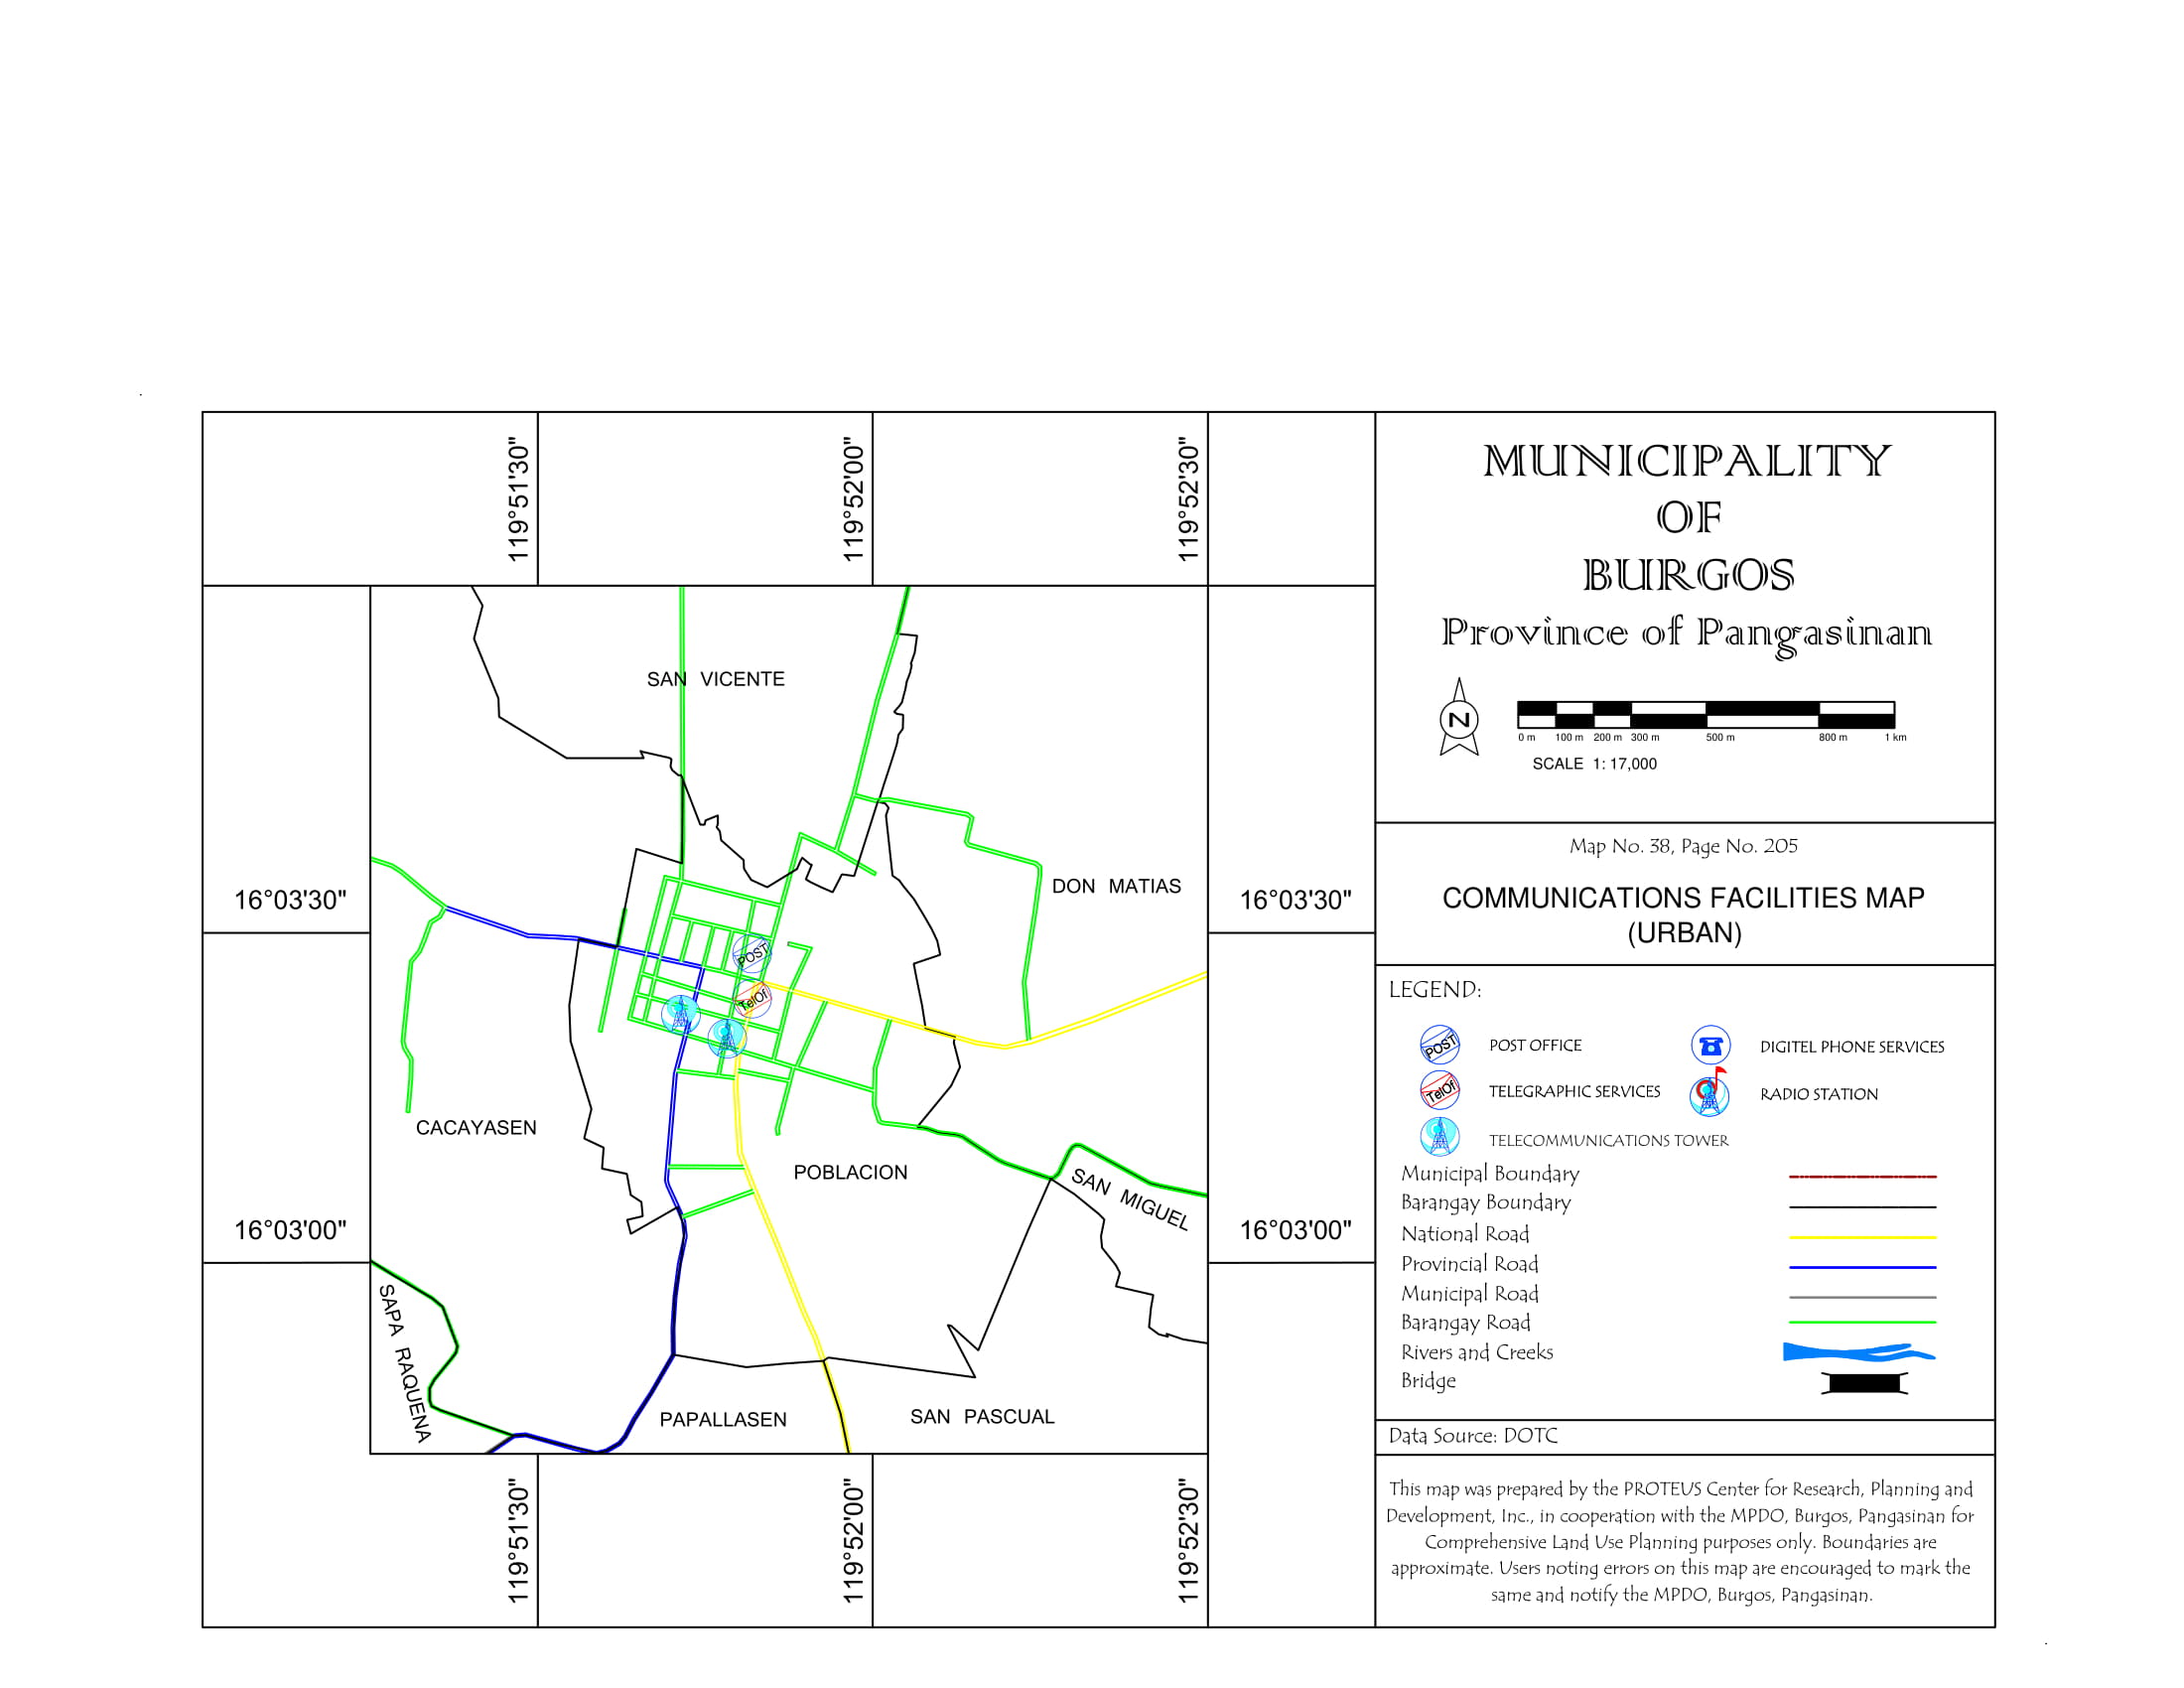 119°51'30"
119°52'00"
119°52'30"
MUNICIPALITY
OF
BURGOS
Province of Pangasinan
N
0 m 100 m 200 m 300 m 500 m 800 m 1 km
SCALE 1: 17,000
Map No. 38, Page No. 205
COMMUNICATIONS FACILITIES MAP
(URBAN)
LEGEND:
POST POST OFFICE
DIGITEL PHONE SERVICES
TelOf TELEGRAPHIC SERVICES
RADIO STATION
TELECOMMUNICATIONS TOWER
Municipal Boundary
Barangay Boundary
National Road
Provincial Road
Municipal Road
Barangay Road
Rivers and Creeks
Bridge
Data Source: DOTC
This map was prepared by the PROTEUS Center for Research, Planning and
Development, Inc., in cooperation with the MPDO, Burgos, Pangasinan for
Comprehensive Land Use Planning purposes only. Boundaries are
approximate. Users noting errors on this map are encouraged to mark the
same and notify the MPDO, Burgos, Pangasinan.
SAN VICENTE
DON MATIAS
16°03'30"
16°03'30"
POST
TelOf
CACAYASEN
POBLACION
SAN MIGUEL
16°03'00"
16°03'00"
SAPA RAQUENA
PAPALLASEN
SAN PASCUAL
119°51'30"
119°52'00"
119°52'30"